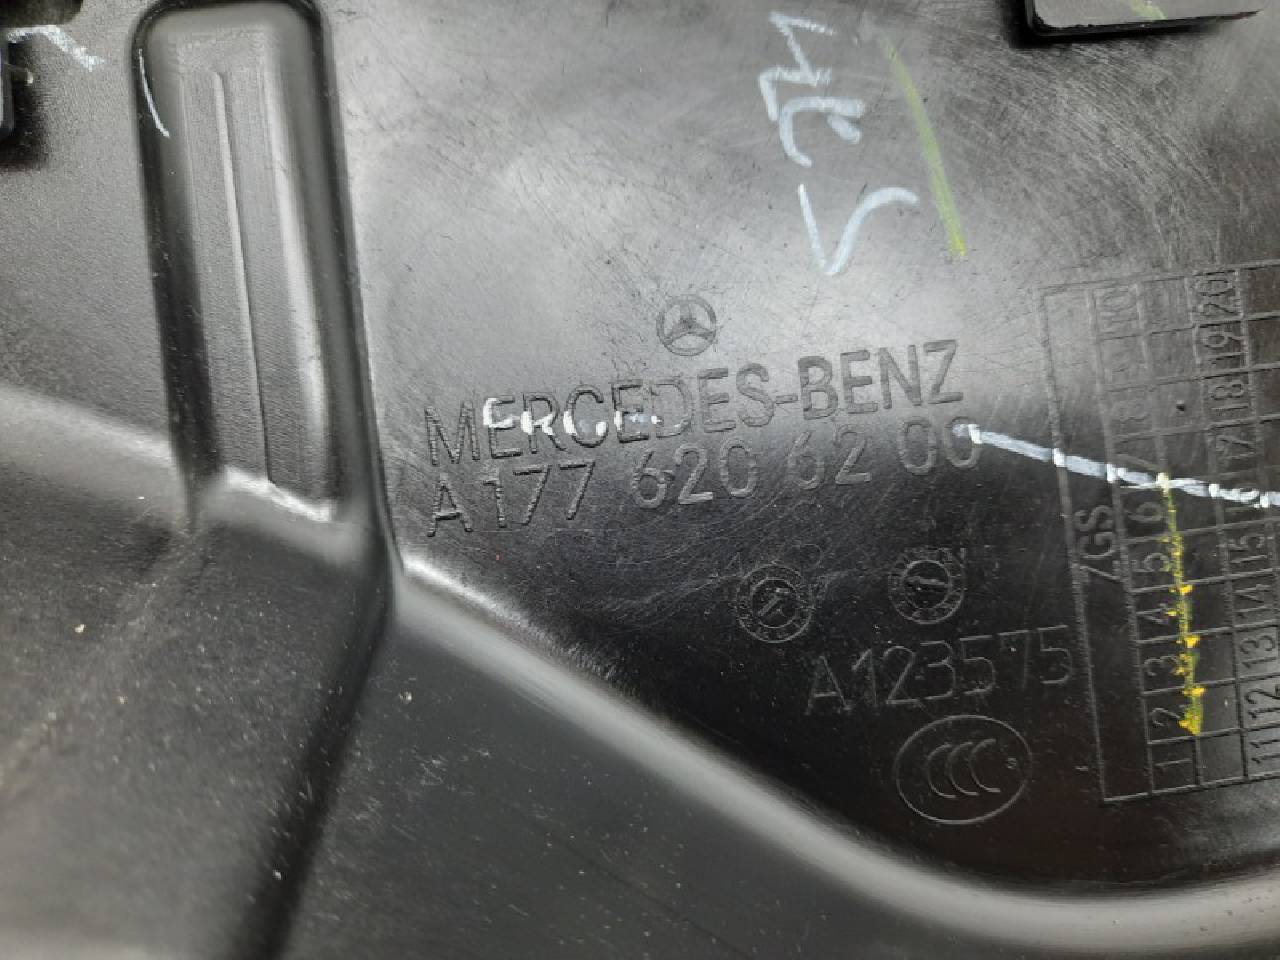 MERCEDES-BENZ
A 177 620 62 00
A123575
CCC S
ZGS
1 2 3 4 5 6 7 8 9 10
11 12 13 14 15 17 18 19 20